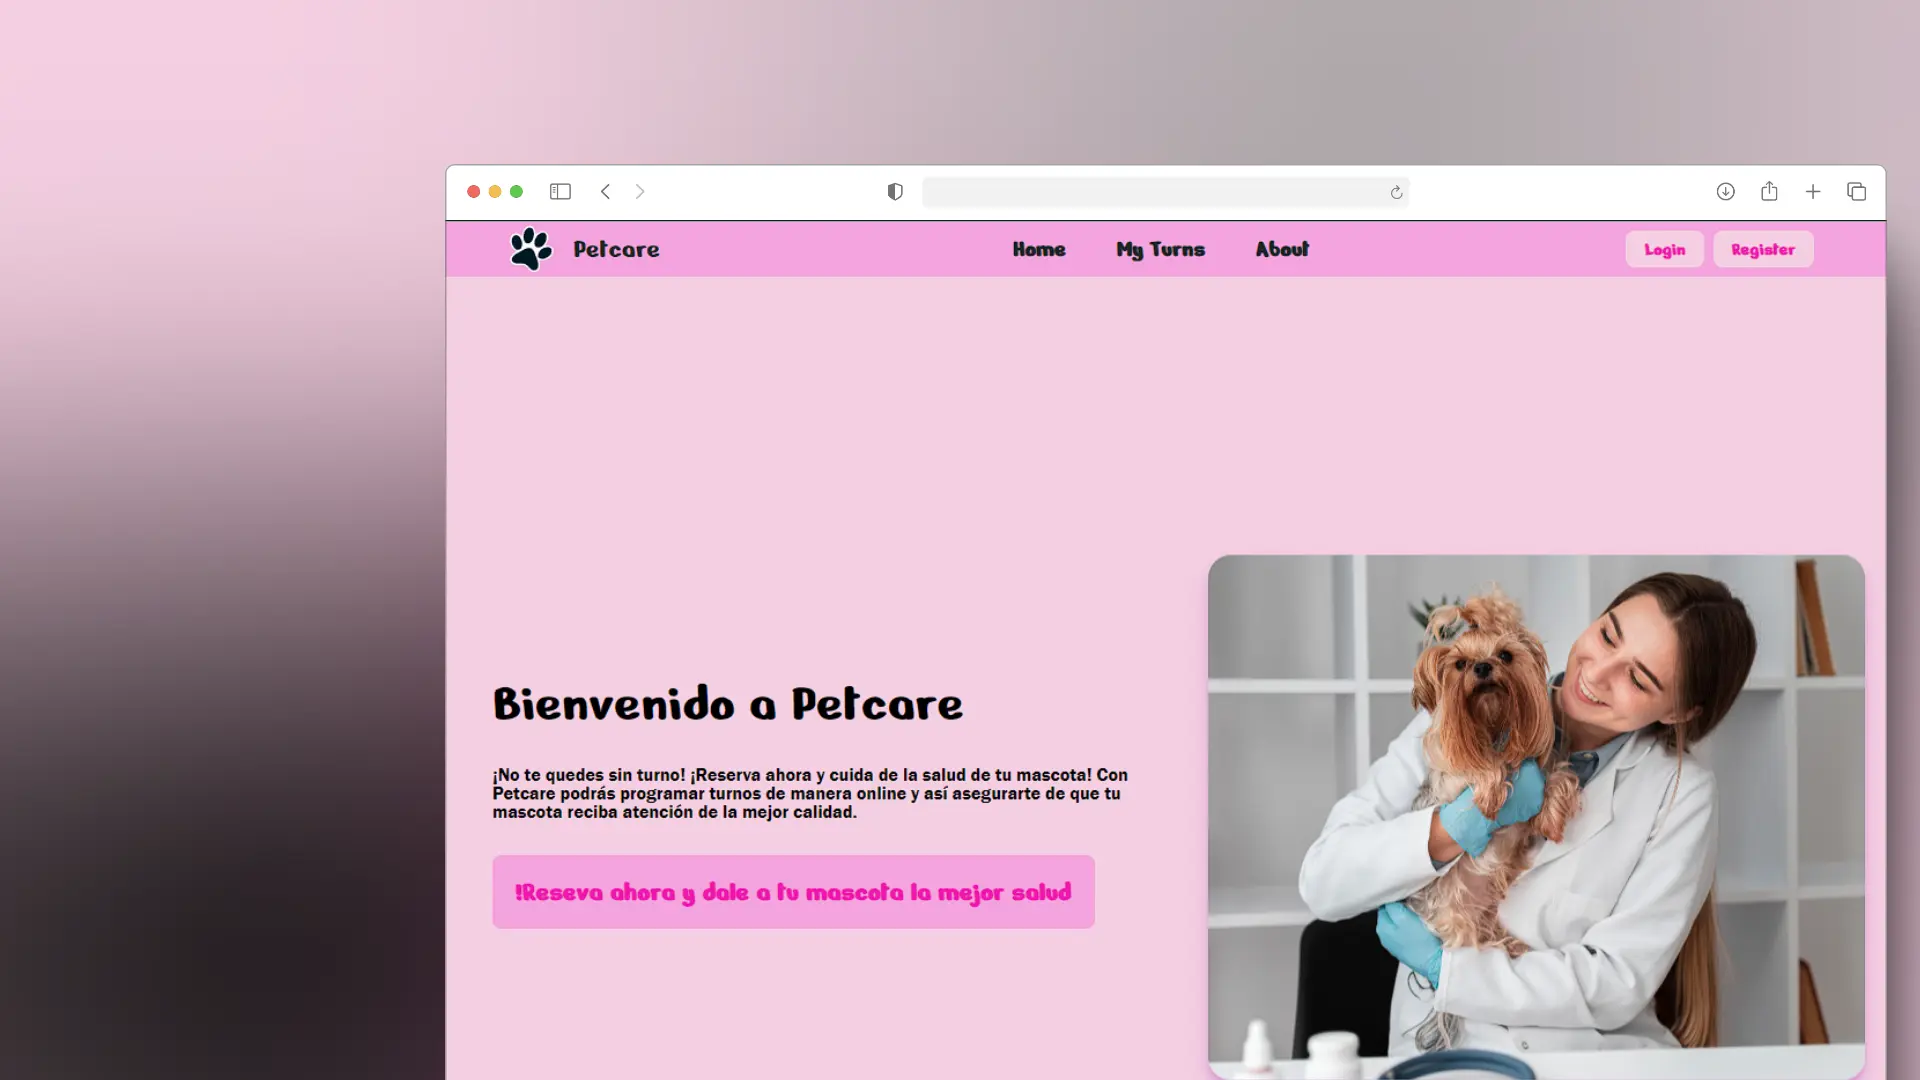 Petcare
Home
My Turns
About
Login
Register
Bienvenido a Petcare
¡No te quedes sin turno! ¡Reserva ahora y cuida de la salud de tu mascota! Con
Petcare podrás programar turnos de manera online y así asegurarte de que tu
mascota reciba atención de la mejor calidad.
!Reseva ahora y dale a tu mascota la mejor salud